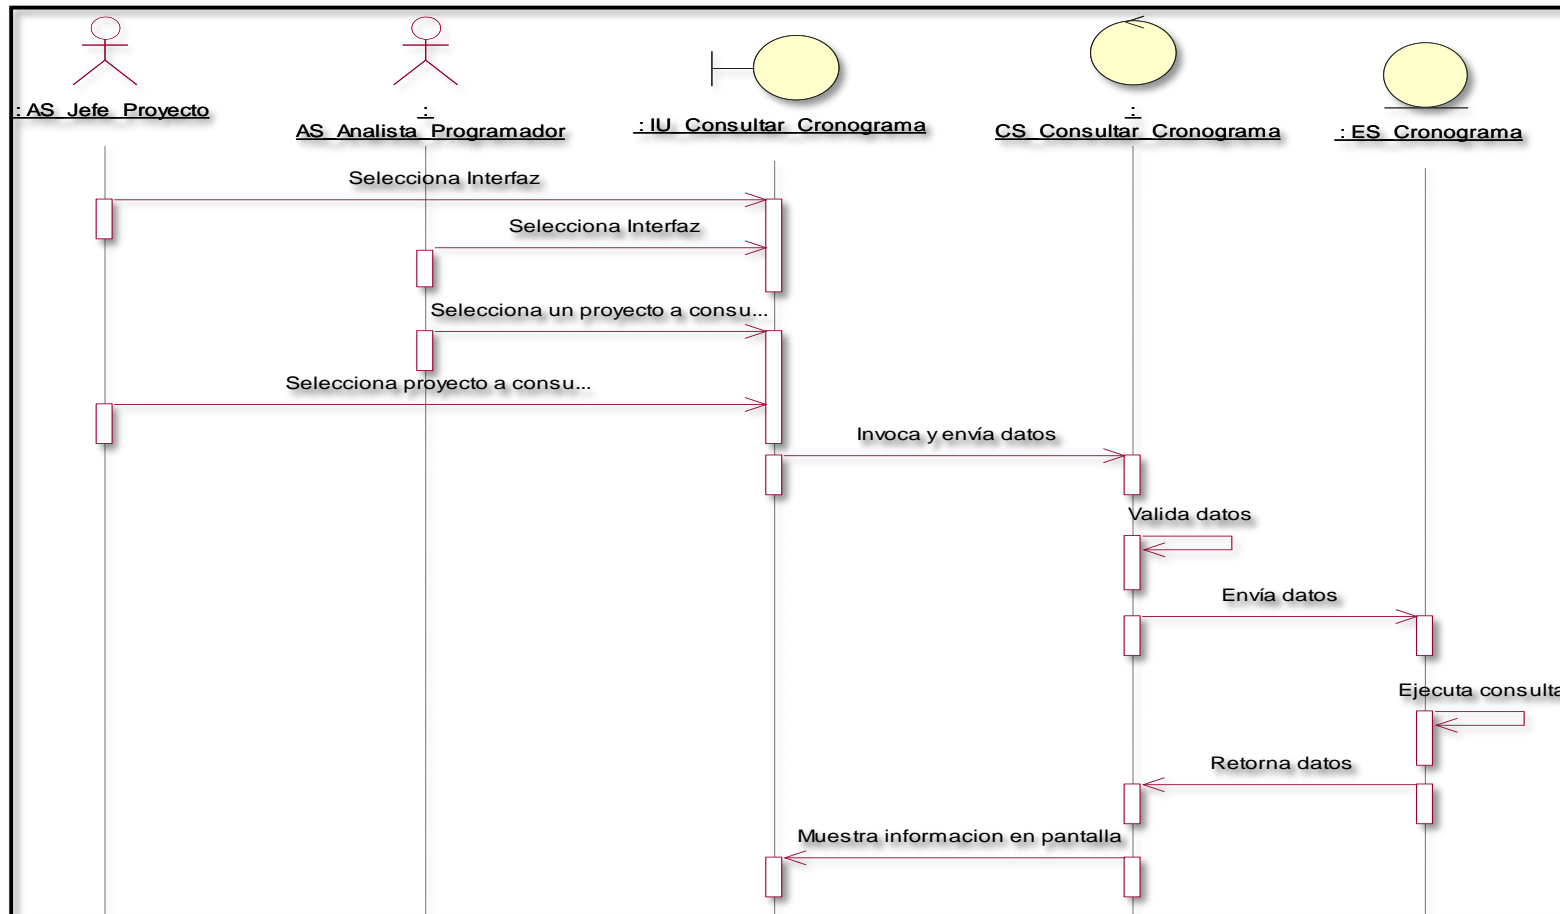 : AS_Jefe_Proyecto
:
AS_Analista_Programador
: IU_Consultar_Cronograma
:
CS_Consultar_Cronograma
: ES_Cronograma
Selecciona Interfaz
Selecciona Interfaz
Selecciona un proyecto a consu...
Selecciona proyecto a consu...
Invoca y envía datos
Valida datos
Envía datos
Ejecuta consulta
Retorna datos
Muestra informacion en pantalla